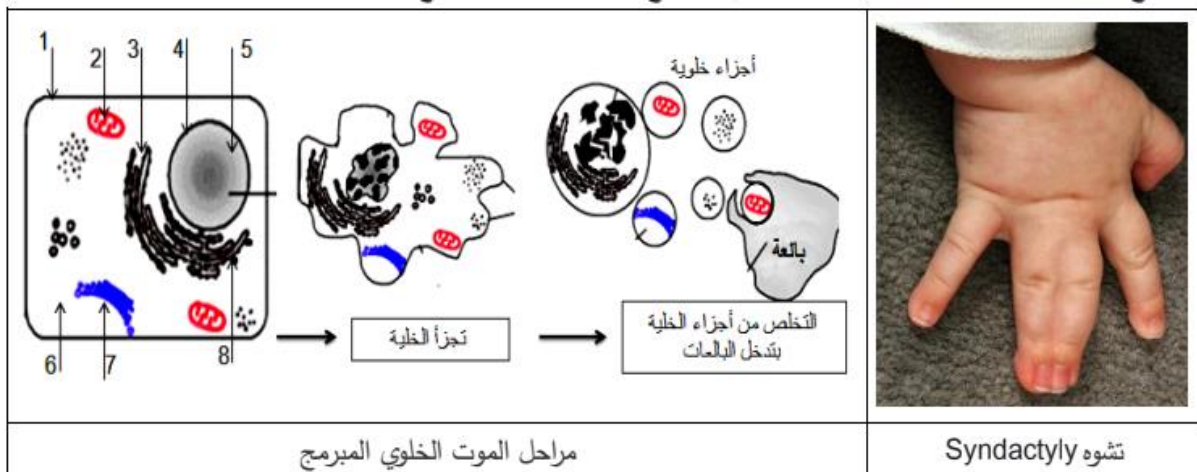 1
2
3
4
5
أجزاء خلوية
بالعة
6
7
8
تجزأ الخلية
التخلص من أجزاء الخلية
بتدخل البالعات
مراحل الموت الخلوي المبرمج
تشوه Syndactyly